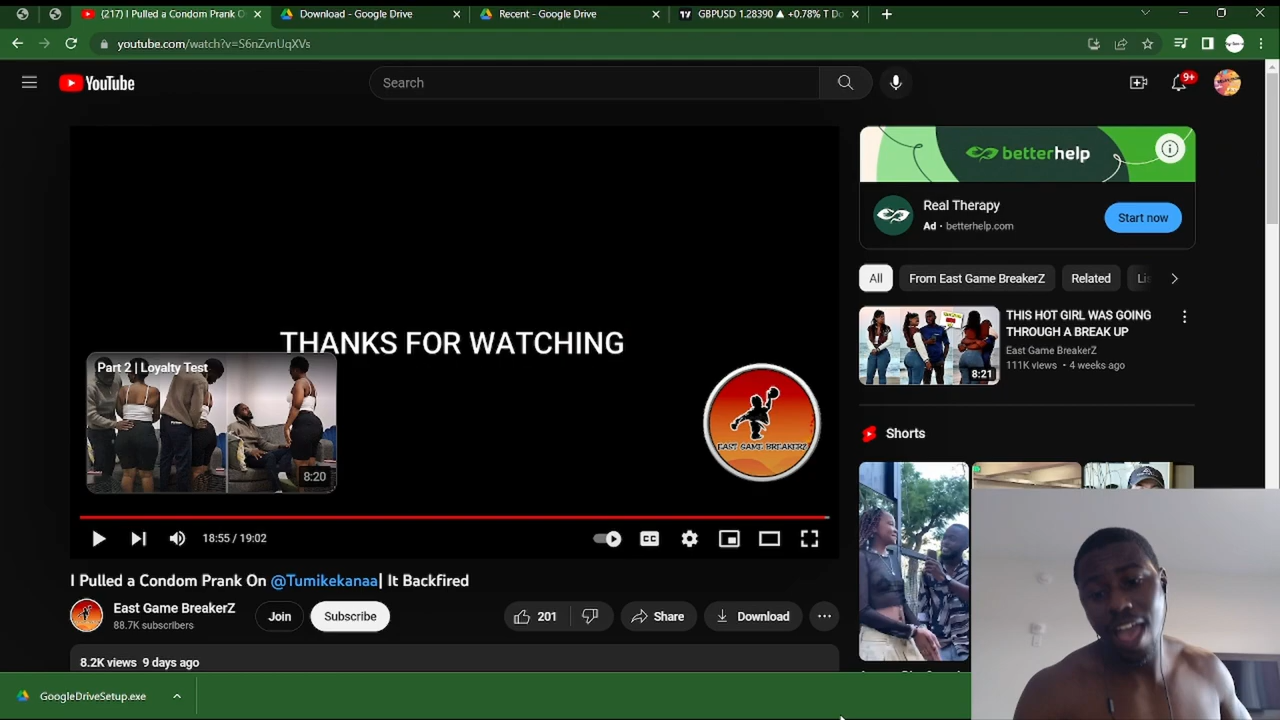 (217) I Pulled a Condom Prank O
Download - Google Drive
Recent - Google Drive
GBPUSD 1.28390 ▲ +0.78% T Do
youtube.com/watch?v=S6nZvnUqXVs
YouTube
Search
9+
betterhelp
Real Therapy
Ad · betterhelp.com
Start now
All
From East Game BreakerZ
Related
THIS HOT GIRL WAS GOING
THROUGH A BREAK UP
East Game BreakerZ
111K views · 4 weeks ago
8:21
Shorts
THANKS FOR WATCHING
Part 2 | Loyalty Test
8:20
EAST GAME BREAKERZ
18:55 / 19:02
CC
I Pulled a Condom Prank On @Tumikekanaa| It Backfired
East Game BreakerZ
88.7K subscribers
Join
Subscribe
201
Share
Download
8.2K views 9 days ago
GoogleDriveSetup.exe